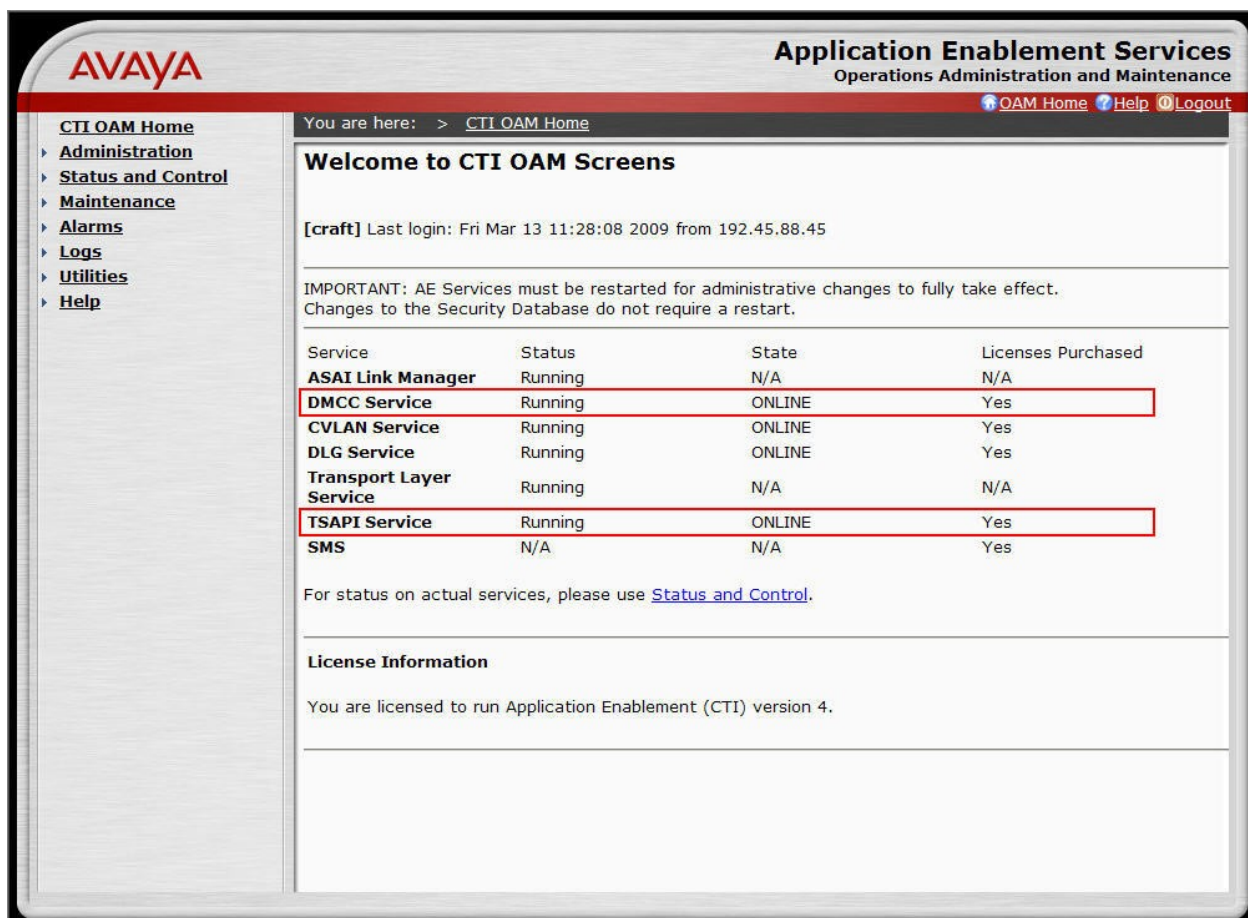 AVAYA
Application Enablement Services
Operations Administration and Maintenance
OAM Home Help Logout
CTI OAM Home
Administration
Status and Control
Maintenance
Alarms
Logs
Utilities
Help
You are here: > CTI OAM Home
Welcome to CTI OAM Screens
[craft] Last login: Fri Mar 13 11:28:08 2009 from 192.45.88.45
IMPORTANT: AE Services must be restarted for administrative changes to fully take effect.
Changes to the Security Database do not require a restart.
Service Status State Licenses Purchased
ASAI Link Manager Running N/A N/A
DMCC Service Running ONLINE Yes
CVLAN Service Running ONLINE Yes
DLG Service Running ONLINE Yes
Transport Layer
Service Running N/A N/A
TSAPI Service Running ONLINE Yes
SMS N/A N/A Yes
For status on actual services, please use Status and Control.
License Information
You are licensed to run Application Enablement (CTI) version 4.